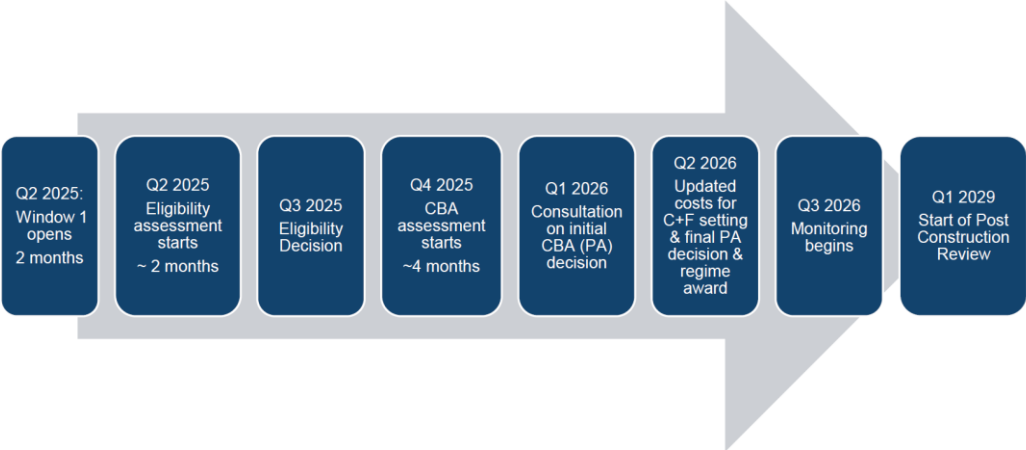 Q2 2025:
Window 1
opens
2 months
Q2 2025
Eligibility
assessment
starts
~ 2 months
Q3 2025
Eligibility
Decision
Q4 2025
CBA
assessment
starts
~4 months
Q1 2026
Consultation
on initial
CBA (PA)
decision
Q2 2026
Updated
costs for
C+F setting
& final PA
decision &
regime
award
Q3 2026
Monitoring
begins
Q1 2029
Start of Post
Construction
Review